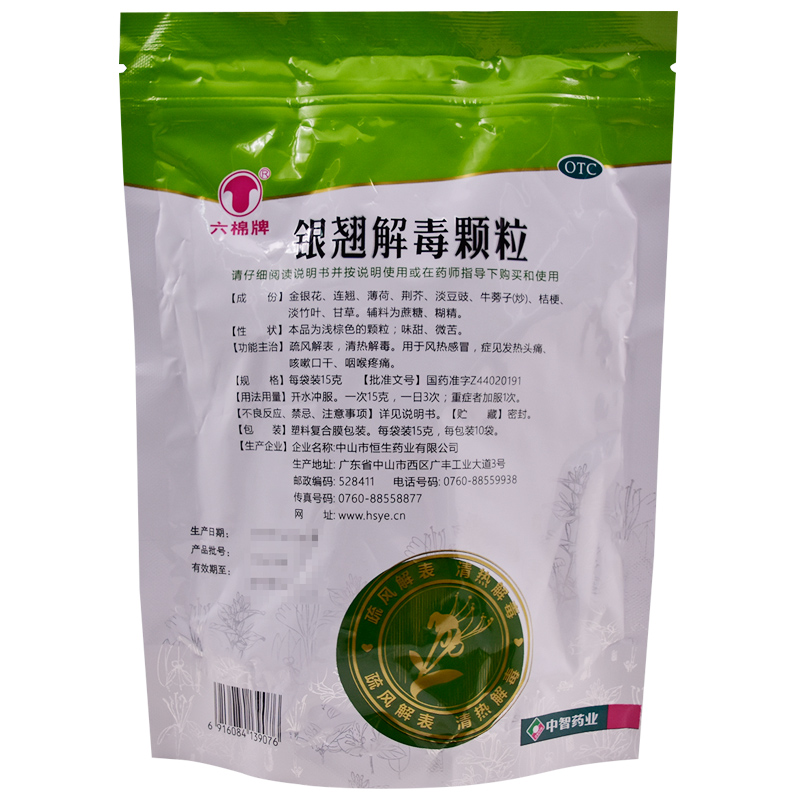 OTC
®
六棉牌
银翘解毒颗粒
请仔细阅读说明书并按说明使用或在药师指导下购买和使用
【成 份】金银花、连翘、薄荷、荆芥、淡豆豉、牛蒡子(炒)、桔梗、
淡竹叶、甘草。辅料为蔗糖、糊精。
【性 状】本品为浅棕色的颗粒；味甜、微苦。
【功能主治】疏风解表，清热解毒。用于风热感冒，症见发热头痛、
咳嗽口干、咽喉疼痛。
【规 格】每袋装15克 【批准文号】国药准字Z44020191
【用法用量】开水冲服。一次15克，一日3次；重症者加服1次。
【不良反应、禁忌、注意事项】详见说明书。【贮 藏】密封。
【包 装】塑料复合膜包装。每袋装15克，每包装10袋。
【生产企业】企业名称:中山市恒生药业有限公司
生产地址: 广东省中山市西区广丰工业大道3号
邮政编码: 528411 电话号码: 0760-88559938
传真号码: 0760-88558877
网 址: www.hsye.cn
生产日期:
产品批号:
有效期至:
疏风解表 清热解毒
疏风解表 清热解毒
6 916084 139076
中智药业